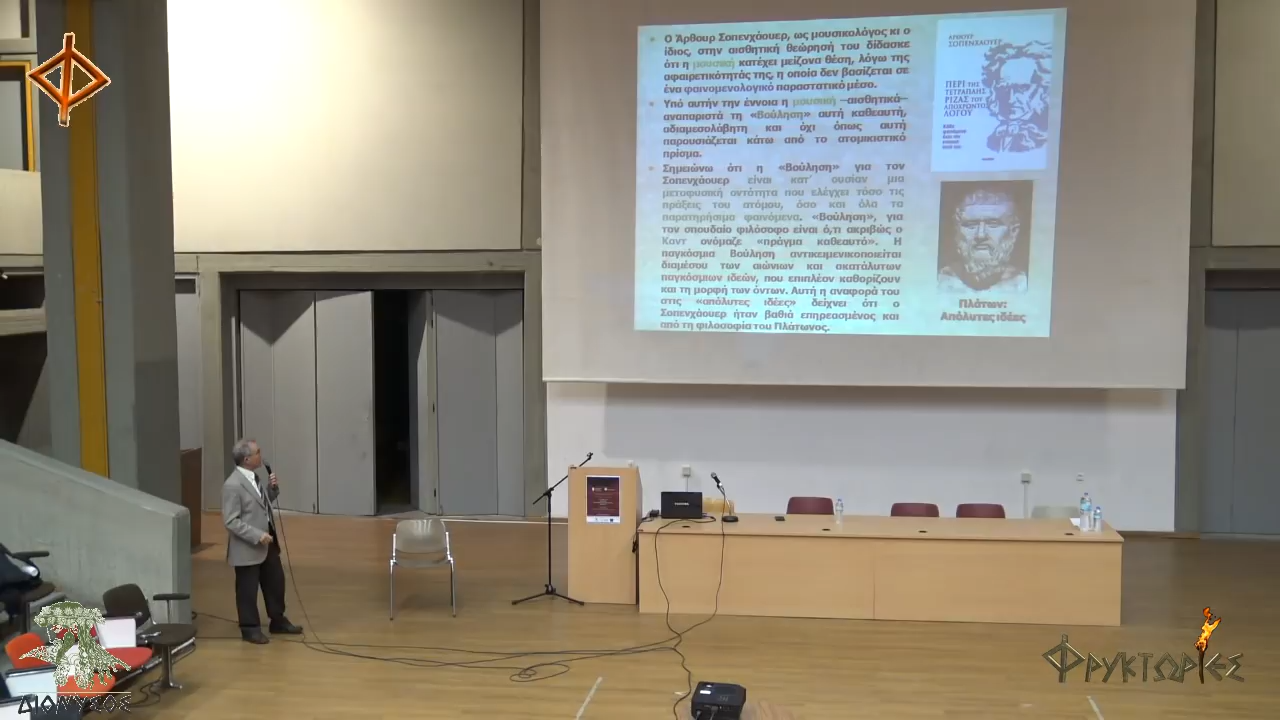 Ο Άρθουρ Σοπενχάουερ, ως μουσικολόγος κι ο
ίδιος, στην αισθητική θεώρησή του δίδασκε
ότι η μουσική κατέχει μείζονα θέση, λόγω της
αφαιρετικότητάς της, η οποία δεν βασίζεται σε
ένα φαινομενολογικό παραστατικό μέσο.
Υπό αυτήν την έννοια η μουσική –αισθητικά–
αναπαριστά τη «Βούληση» αυτή καθεαυτή,
αδιαμεσολάβητη και όχι όπως αυτή
παρουσιάζεται κάτω από το ατομικιστικό
πρίσμα.
Σημειώνω ότι η «Βούληση» για τον
Σοπενχάουερ είναι κατ' ουσίαν μια
μεταφυσική οντότητα που ελέγχει τόσο τις
πράξεις του ατόμου, όσο και όλα τα
παρατηρήσιμα φαινόμενα. «Βούληση», για
τον σπουδαίο φιλόσοφο είναι ό,τι ακριβώς ο
Καντ ονόμαζε «πράγμα καθεαυτό». Η
παγκόσμια Βούληση αντικειμενικοποιείται
διαμέσου των αιώνιων και ακατάλυτων
παγκόσμιων ιδεών, που επιπλέον καθορίζουν
και τη μορφή των όντων. Αυτή η αναφορά του
στις «απόλυτες ιδέες» δείχνει ότι ο
Σοπενχάουερ ήταν βαθιά επηρεασμένος και
από τη φιλοσοφία του Πλάτωνος.
ΑΡΘΟΥΡ
ΣΟΠΕΝΧΑΟΥΕΡ
ΠΕΡΙ ΤΗΣ
ΤΕΤΡΑΠΛΗΣ
ΡΙΖΑΣ ΤΟΥ
ΑΠΟΧΡΩΝΤΟΣ
ΛΟΓΟΥ
Πλάτων:
Απόλυτες ιδέες
ΔΙΟΝΥΣΟΣ
ΦΡΥΚΤΩΡΙΕΣ